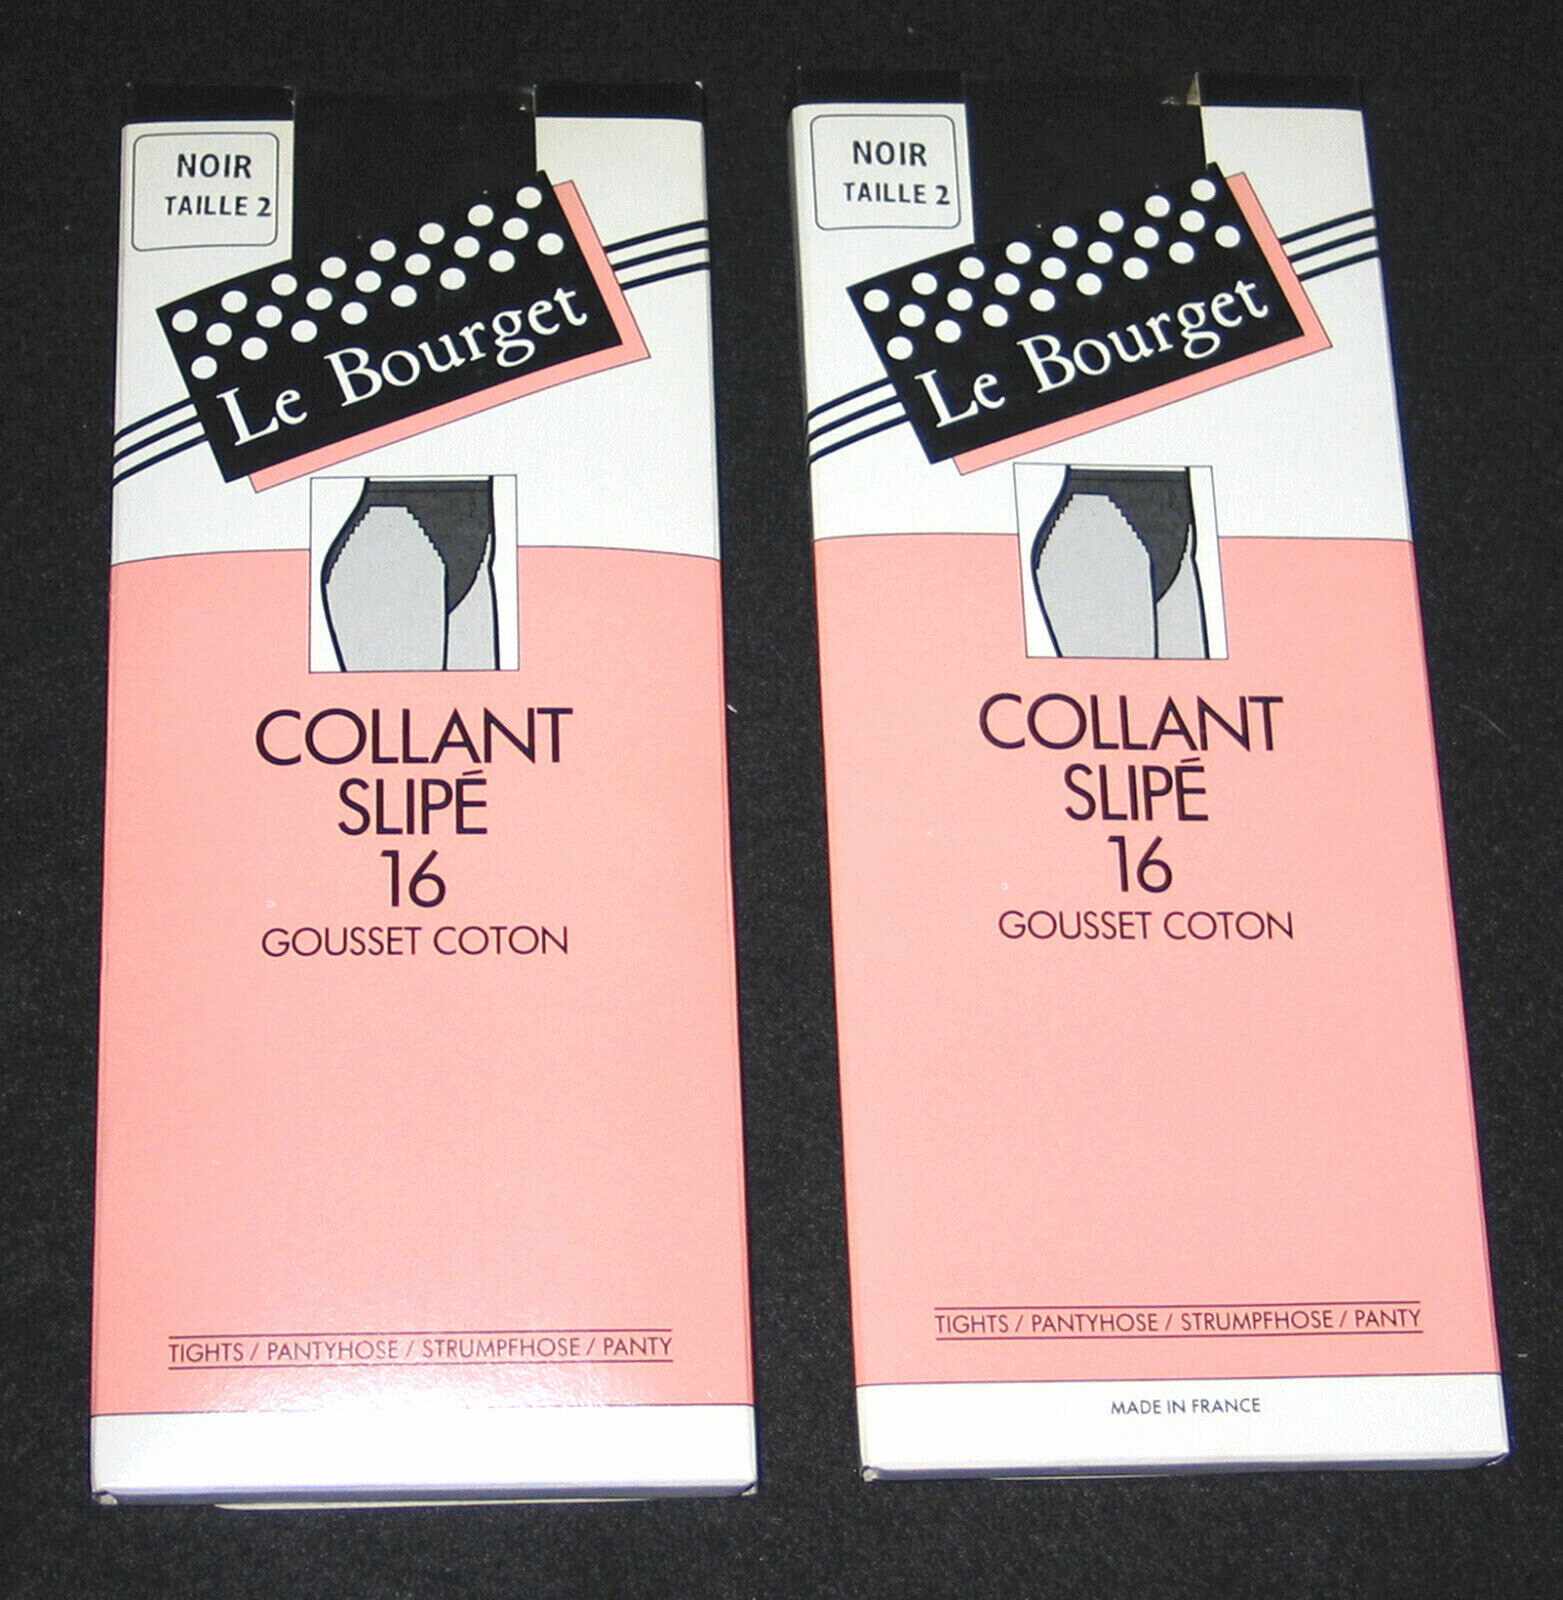 NOIR
TAILLE 2
Le Bourget
COLLANT
SLIPÉ
16
GOUSSET COTON
TIGHTS / PANTYHOSE / STRUMPFHOSE / PANTY
NOIR
TAILLE 2
Le Bourget
COLLANT
SLIPÉ
16
GOUSSET COTON
TIGHTS / PANTYHOSE / STRUMPFHOSE / PANTY
MADE IN FRANCE